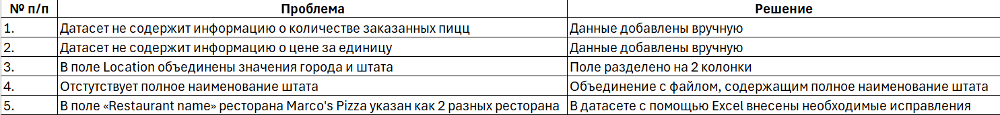 № п/п Проблема Решение
1. Датасет не содержит информацию о количестве заказанных пицц Данные добавлены вручную
2. Датасет не содержит информацию о цене за единицу Данные добавлены вручную
3. В поле Location объединены значения города и штата Поле разделено на 2 колонки
4. Отстутствует полное наименование штата Объединение с файлом, содержащим полное наименование штата
5. В поле «Restaurant name» ресторана Marco's Pizza указан как 2 разных ресторана В датасете с помощью Excel внесены необходимые исправления